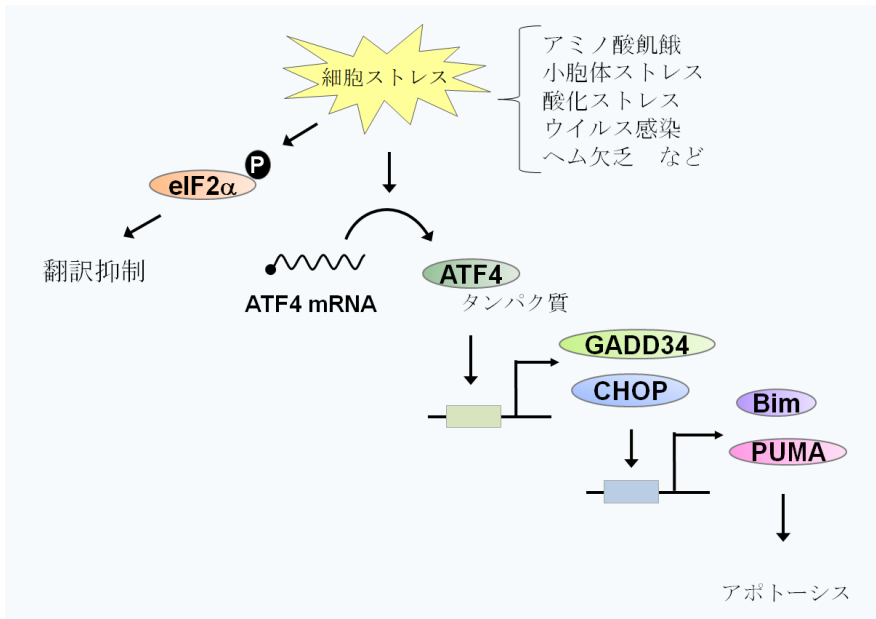 細胞ストレス
アミノ酸飢餓
小胞体ストレス
酸化ストレス
ウイルス感染
ヘム欠乏　など
P
eIF2α
翻訳抑制
ATF4 mRNA
ATF4
タンパク質
GADD34
CHOP
Bim
PUMA
アポトーシス